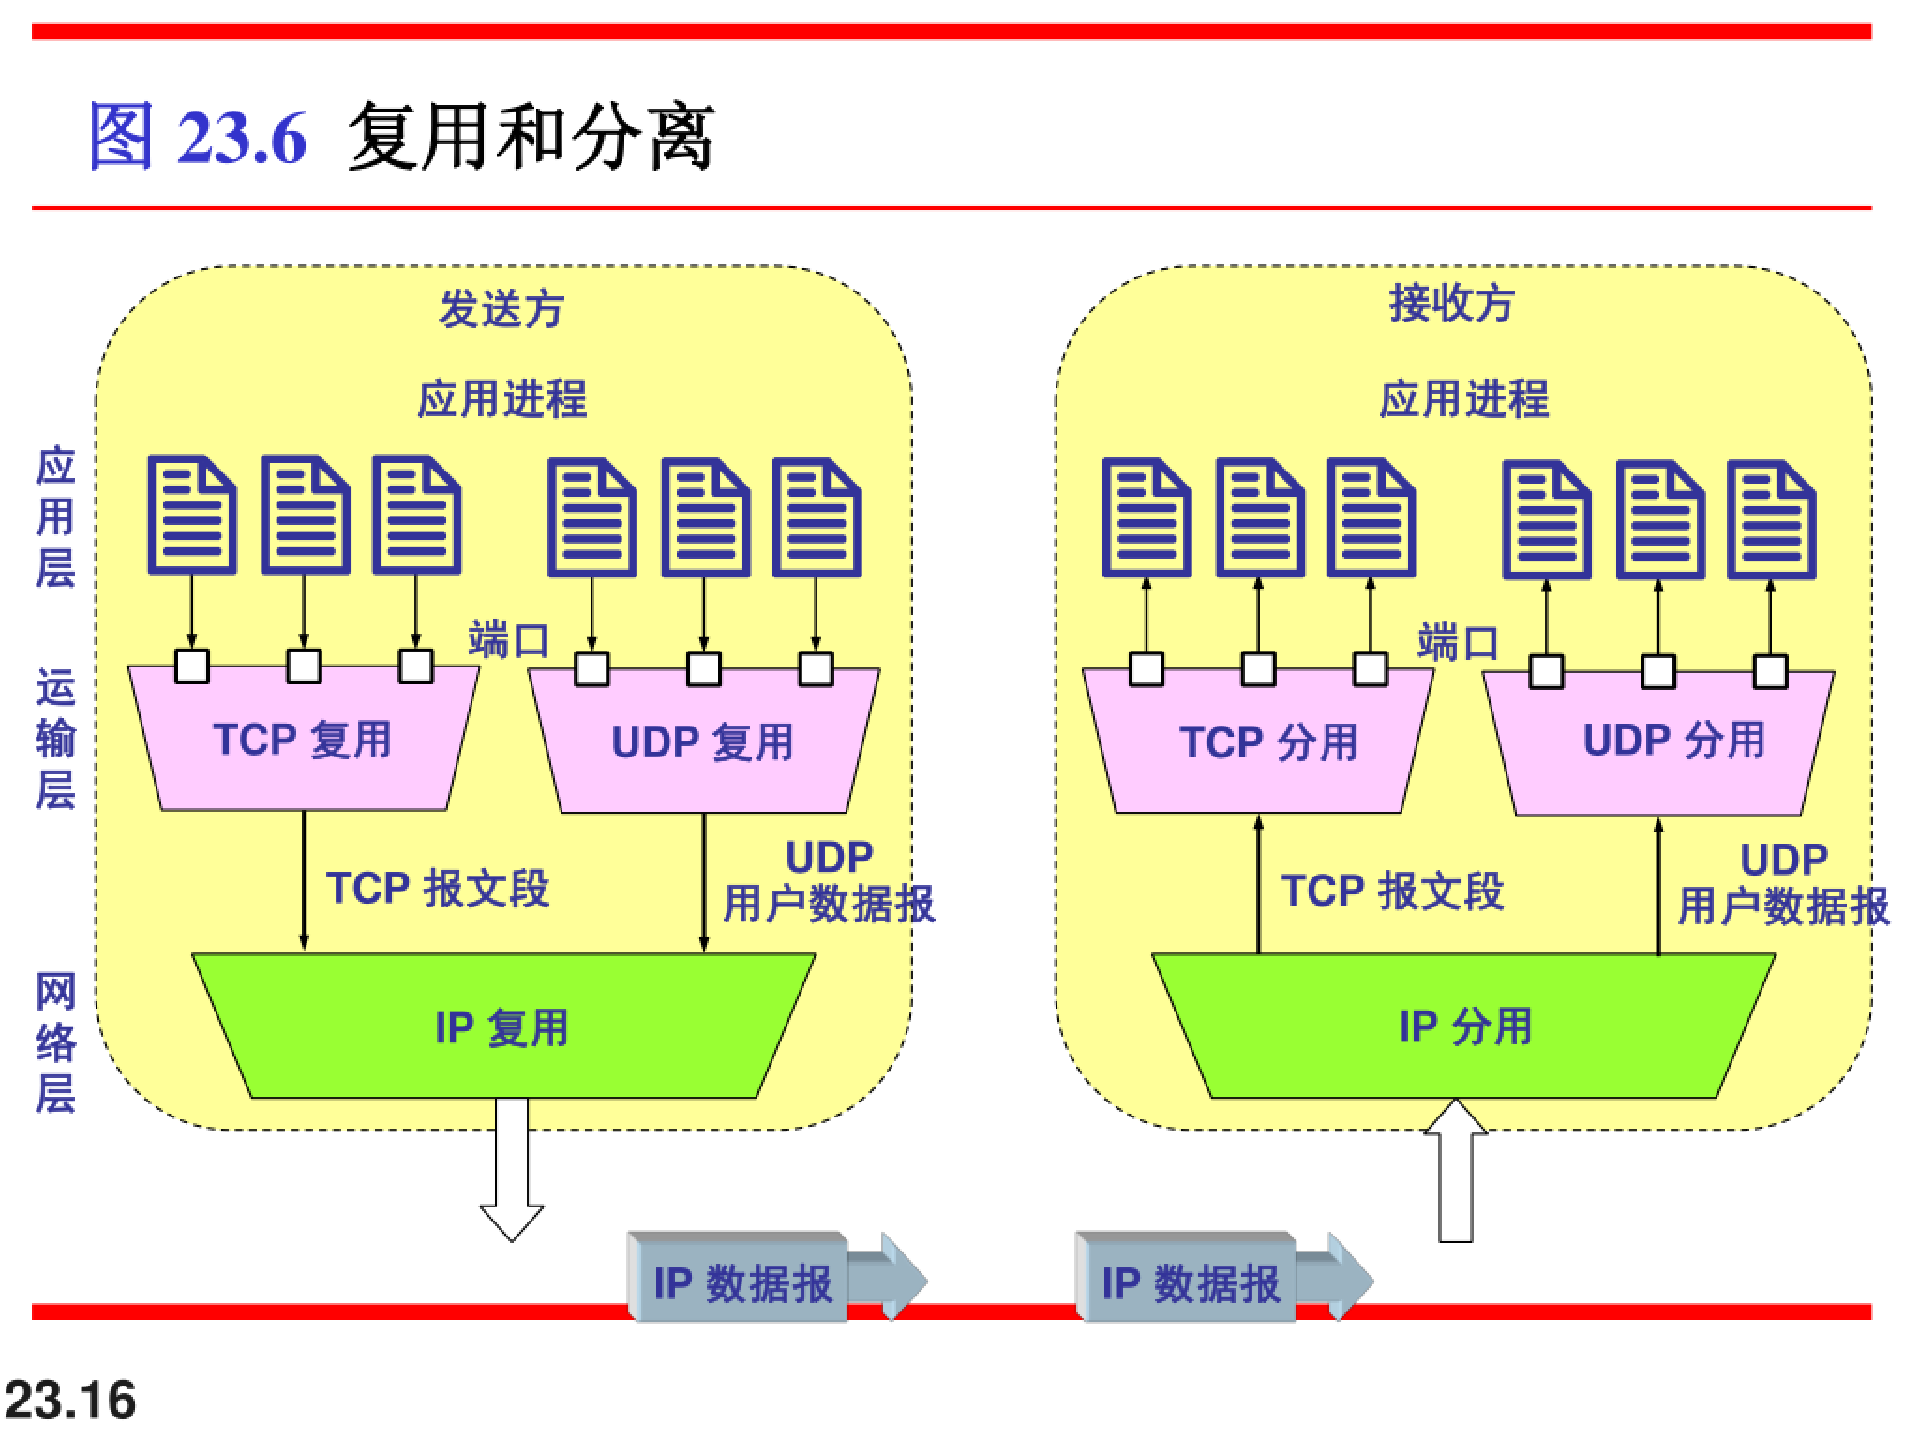 图 23.6 复用和分离
发送方
应用进程
应用层
端口
运输层
TCP 复用
UDP 复用
TCP 报文段
UDP
用户数据报
网络层
IP 复用
接收方
应用进程
端口
TCP 分用
UDP 分用
TCP 报文段
UDP
用户数据报
IP 分用
IP 数据报
IP 数据报
23.16